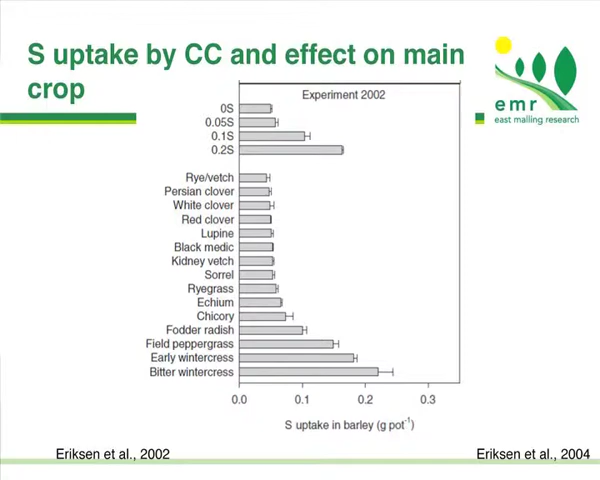 S uptake by CC and effect on main
crop
emr
east malling research
Experiment 2002
0S
0.05S
0.1S
0.2S
Rye/vetch
Persian clover
White clover
Red clover
Lupine
Black medic
Kidney vetch
Sorrel
Ryegrass
Echium
Chicory
Fodder radish
Field peppergrass
Early wintercress
Bitter wintercress
0.0 0.1 0.2 0.3
S uptake in barley (g pot⁻¹)
Eriksen et al., 2002
Eriksen et al., 2004